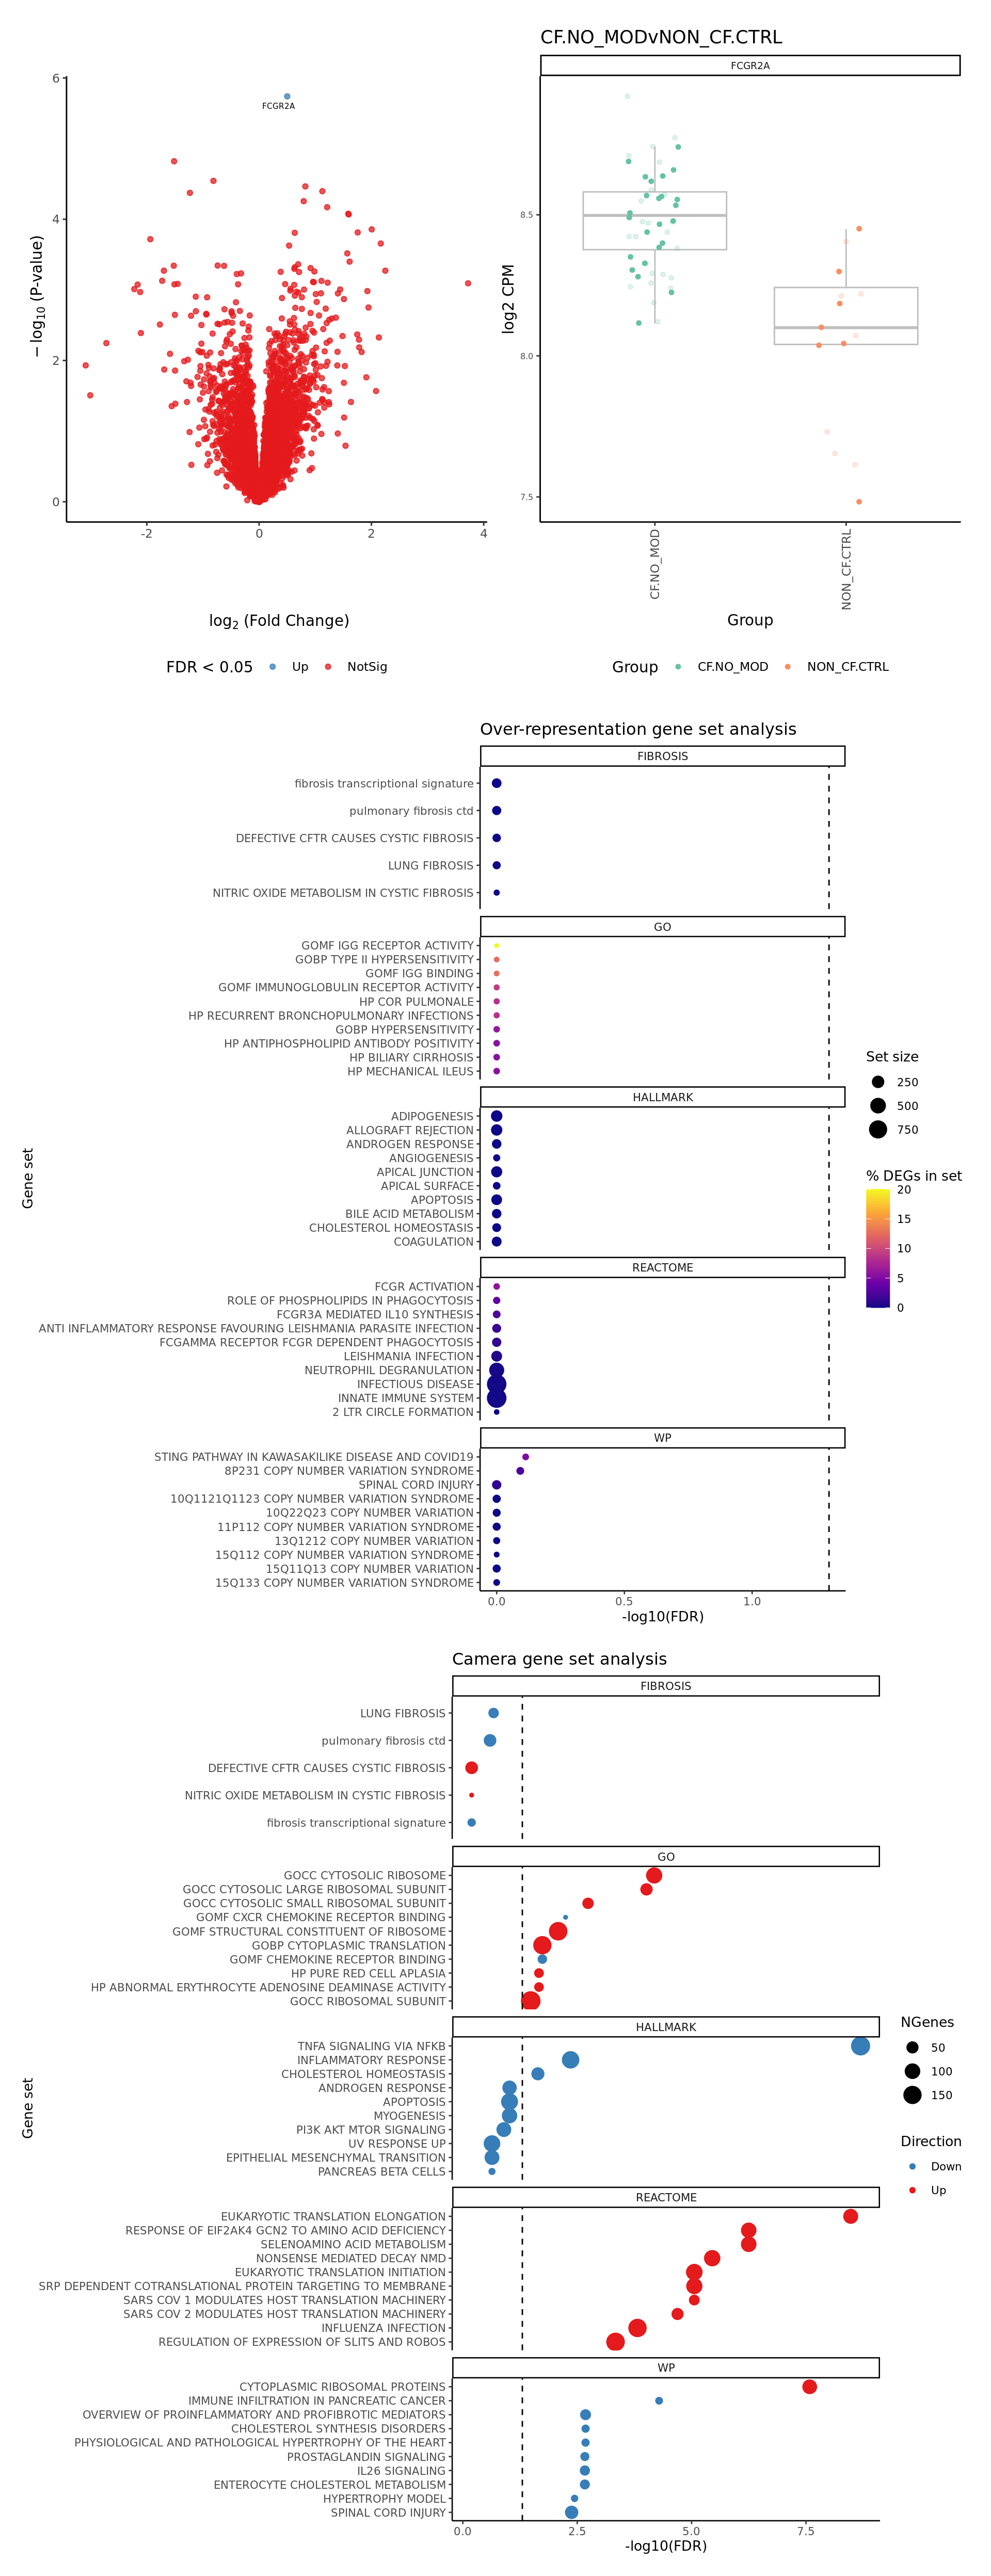 CF.NO_MODvNON_CF.CTRL
FCGR2A
6
4
2
0
− log10 (P-value)
FCGR2A
-2
0
2
4
log2 (Fold Change)
FDR < 0.05
Up
NotSig
8.5
8.0
7.5
log2 CPM
CF.NO_MOD
NON_CF.CTRL
Group
Group
CF.NO_MOD
NON_CF.CTRL
Over-representation gene set analysis
FIBROSIS
fibrosis transcriptional signature
pulmonary fibrosis ctd
DEFECTIVE CFTR CAUSES CYSTIC FIBROSIS
LUNG FIBROSIS
NITRIC OXIDE METABOLISM IN CYSTIC FIBROSIS
GO
GOMF IGG RECEPTOR ACTIVITY
GOBP TYPE II HYPERSENSITIVITY
GOMF IGG BINDING
GOMF IMMUNOGLOBULIN RECEPTOR ACTIVITY
HP COR PULMONALE
HP RECURRENT BRONCHOPULMONARY INFECTIONS
GOBP HYPERSENSITIVITY
HP ANTIPHOSPHOLIPID ANTIBODY POSITIVITY
HP BILIARY CIRRHOSIS
HP MECHANICAL ILEUS
HALLMARK
ADIPOGENESIS
ALLOGRAFT REJECTION
ANDROGEN RESPONSE
ANGIOGENESIS
APICAL JUNCTION
APICAL SURFACE
APOPTOSIS
BILE ACID METABOLISM
CHOLESTEROL HOMEOSTASIS
COAGULATION
REACTOME
FCGR ACTIVATION
ROLE OF PHOSPHOLIPIDS IN PHAGOCYTOSIS
FCGR3A MEDIATED IL10 SYNTHESIS
ANTI INFLAMMATORY RESPONSE FAVOURING LEISHMANIA PARASITE INFECTION
FCGAMMA RECEPTOR FCGR DEPENDENT PHAGOCYTOSIS
LEISHMANIA INFECTION
NEUTROPHIL DEGRANULATION
INFECTIOUS DISEASE
INNATE IMMUNE SYSTEM
2 LTR CIRCLE FORMATION
WP
STING PATHWAY IN KAWASAKILIKE DISEASE AND COVID19
8P231 COPY NUMBER VARIATION SYNDROME
SPINAL CORD INJURY
10Q1121Q1123 COPY NUMBER VARIATION SYNDROME
10Q22Q23 COPY NUMBER VARIATION
11P112 COPY NUMBER VARIATION SYNDROME
13Q1212 COPY NUMBER VARIATION
15Q112 COPY NUMBER VARIATION SYNDROME
15Q11Q13 COPY NUMBER VARIATION
15Q133 COPY NUMBER VARIATION SYNDROME
0.0
0.5
1.0
-log10(FDR)
Gene set
Set size
250
500
750
% DEGs in set
20
15
10
5
0
Camera gene set analysis
FIBROSIS
LUNG FIBROSIS
pulmonary fibrosis ctd
DEFECTIVE CFTR CAUSES CYSTIC FIBROSIS
NITRIC OXIDE METABOLISM IN CYSTIC FIBROSIS
fibrosis transcriptional signature
GO
GOCC CYTOSOLIC RIBOSOME
GOCC CYTOSOLIC LARGE RIBOSOMAL SUBUNIT
GOCC CYTOSOLIC SMALL RIBOSOMAL SUBUNIT
GOMF CXCR CHEMOKINE RECEPTOR BINDING
GOMF STRUCTURAL CONSTITUENT OF RIBOSOME
GOBP CYTOPLASMIC TRANSLATION
GOMF CHEMOKINE RECEPTOR BINDING
HP PURE RED CELL APLASIA
HP ABNORMAL ERYTHROCYTE ADENOSINE DEAMINASE ACTIVITY
GOCC RIBOSOMAL SUBUNIT
HALLMARK
TNFA SIGNALING VIA NFKB
INFLAMMATORY RESPONSE
CHOLESTEROL HOMEOSTASIS
ANDROGEN RESPONSE
APOPTOSIS
MYOGENESIS
PI3K AKT MTOR SIGNALING
UV RESPONSE UP
EPITHELIAL MESENCHYMAL TRANSITION
PANCREAS BETA CELLS
REACTOME
EUKARYOTIC TRANSLATION ELONGATION
RESPONSE OF EIF2AK4 GCN2 TO AMINO ACID DEFICIENCY
SELENOAMINO ACID METABOLISM
NONSENSE MEDIATED DECAY NMD
EUKARYOTIC TRANSLATION INITIATION
SRP DEPENDENT COTRANSLATIONAL PROTEIN TARGETING TO MEMBRANE
SARS COV 1 MODULATES HOST TRANSLATION MACHINERY
SARS COV 2 MODULATES HOST TRANSLATION MACHINERY
INFLUENZA INFECTION
REGULATION OF EXPRESSION OF SLITS AND ROBOS
WP
CYTOPLASMIC RIBOSOMAL PROTEINS
IMMUNE INFILTRATION IN PANCREATIC CANCER
OVERVIEW OF PROINFLAMMATORY AND PROFIBROTIC MEDIATORS
CHOLESTEROL SYNTHESIS DISORDERS
PHYSIOLOGICAL AND PATHOLOGICAL HYPERTROPHY OF THE HEART
PROSTAGLANDIN SIGNALING
IL26 SIGNALING
ENTEROCYTE CHOLESTEROL METABOLISM
HYPERTROPHY MODEL
SPINAL CORD INJURY
0.0
2.5
5.0
7.5
-log10(FDR)
Gene set
NGenes
50
100
150
Direction
Down
Up